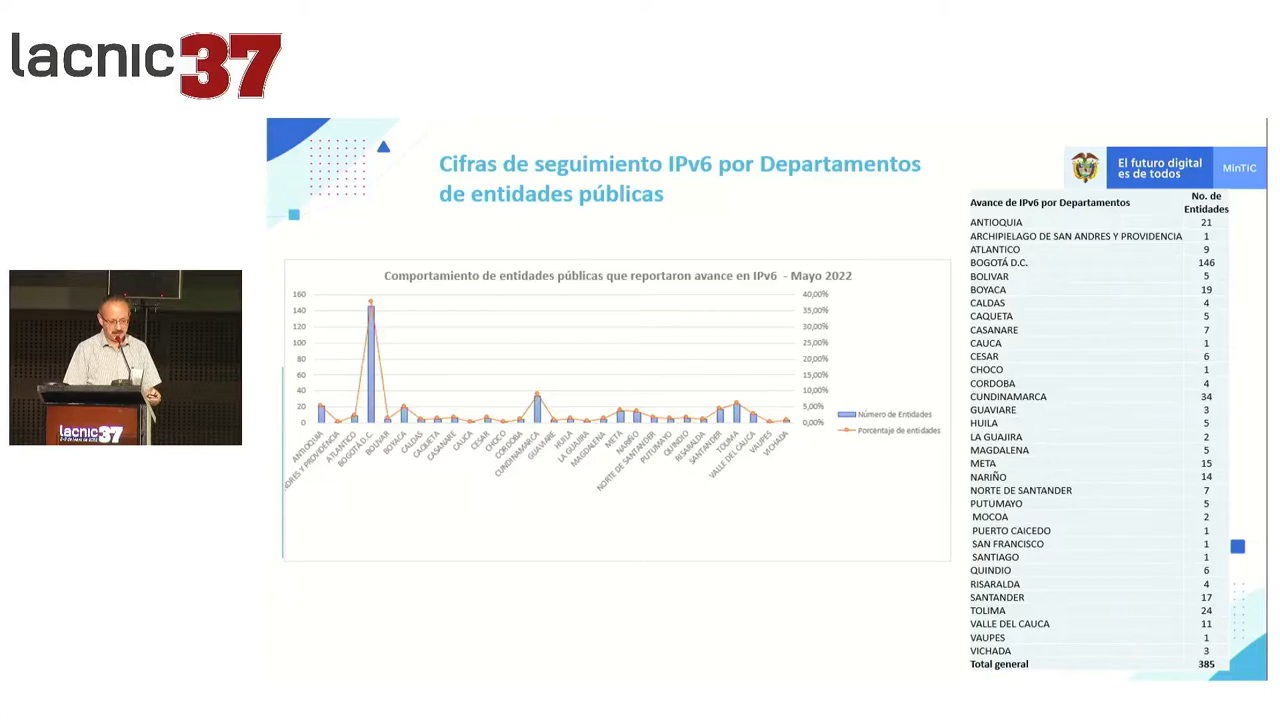 lacnic37
Cifras de seguimiento IPv6 por Departamentos
de entidades públicas
El futuro digital
es de todos
MinTIC
Avance de IPv6 por Departamentos No. de Entidades
ANTIOQUIA 21
ARCHIPIELAGO DE SAN ANDRES Y PROVIDENCIA 1
ATLANTICO 9
BOGOTÁ D.C. 146
BOLIVAR 5
BOYACA 19
CALDAS 4
CAQUETA 5
CASANARE 7
CAUCA 1
CESAR 6
CHOCO 1
CORDOBA 4
CUNDINAMARCA 34
GUAVIARE 3
HUILA 5
LA GUAJIRA 2
MAGDALENA 5
META 15
NARIÑO 14
NORTE DE SANTANDER 7
PUTUMAYO 5
MOCOA 2
PUERTO CAICEDO 1
SAN FRANCISCO 1
SANTIAGO 1
QUINDIO 6
RISARALDA 4
SANTANDER 17
TOLIMA 24
VALLE DEL CAUCA 11
VAUPES 1
VICHADA 3
Total general 385
Comportamiento de entidades públicas que reportaron avance en IPv6 - Mayo 2022
160 40,00%
140 35,00%
120 30,00%
100 25,00%
80 20,00%
60 15,00%
40 10,00%
20 5,00%
0 0,00%
ANTIOQUIA
DRES Y PROVIDENCIA
ATLANTICO
BOGOTÁ D.C.
BOLIVAR
BOYACA
CALDAS
CAQUETA
CASANARE
CAUCA
CESAR
CHOCO
CORDOBA
CUNDINAMARCA
GUAVIARE
HUILA
LA GUAJIRA
MAGDALENA
META
NARIÑO
NORTE DE SANTANDER
PUTUMAYO
QUINDIO
RISARALDA
SANTANDER
TOLIMA
VALLE DEL CAUCA
VAUPES
VICHADA
Número de Entidades
Porcentaje de entidades
lacnic37